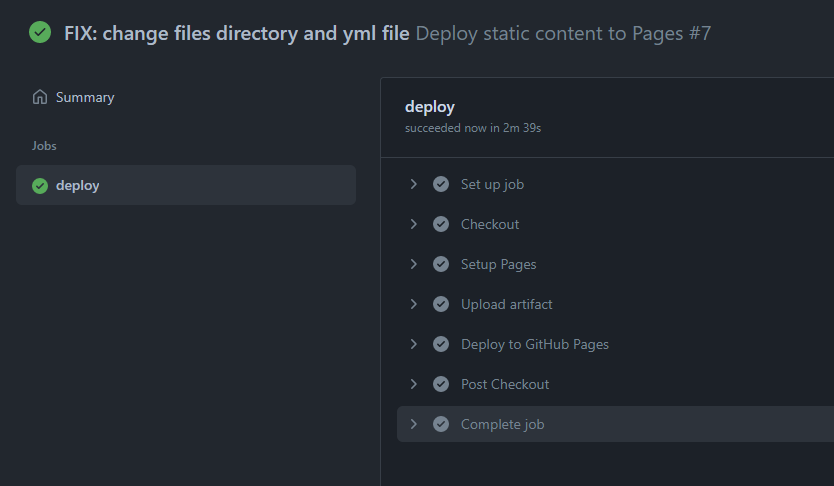 FIX: change files directory and yml file Deploy static content to Pages #7
Summary
Jobs
deploy
deploy
succeeded now in 2m 39s
Set up job
Checkout
Setup Pages
Upload artifact
Deploy to GitHub Pages
Post Checkout
Complete job